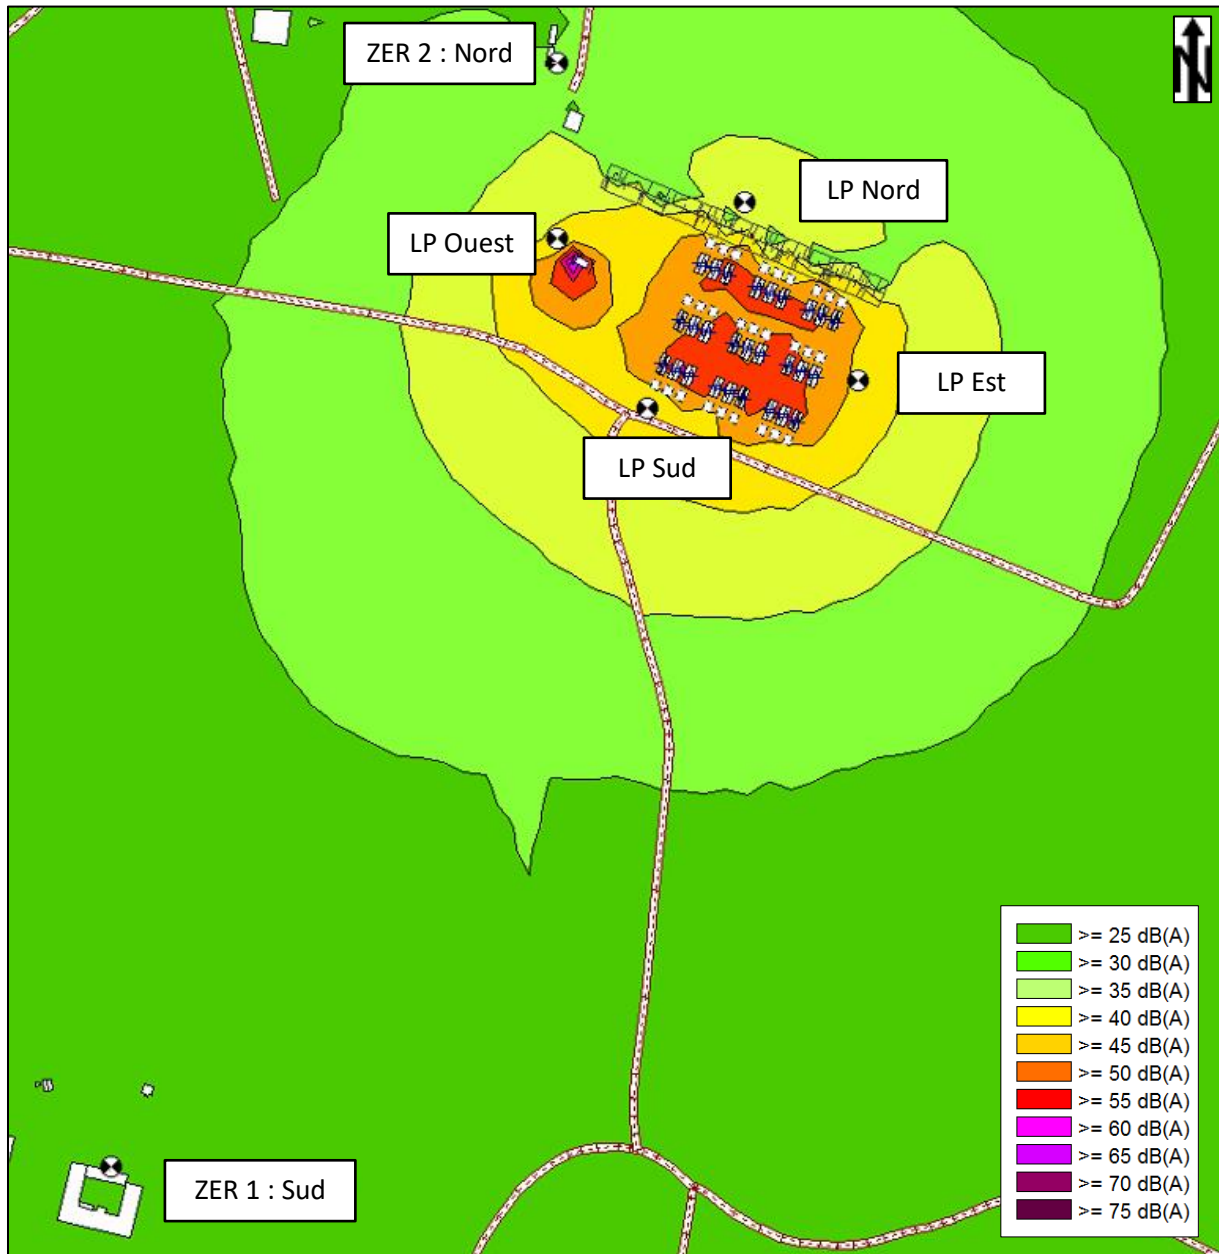 ZER 2 : Nord
N
LP Nord
LP Ouest
LP Est
LP Sud
ZER 1 : Sud
>= 25 dB(A)
>= 30 dB(A)
>= 35 dB(A)
>= 40 dB(A)
>= 45 dB(A)
>= 50 dB(A)
>= 55 dB(A)
>= 60 dB(A)
>= 65 dB(A)
>= 70 dB(A)
>= 75 dB(A)